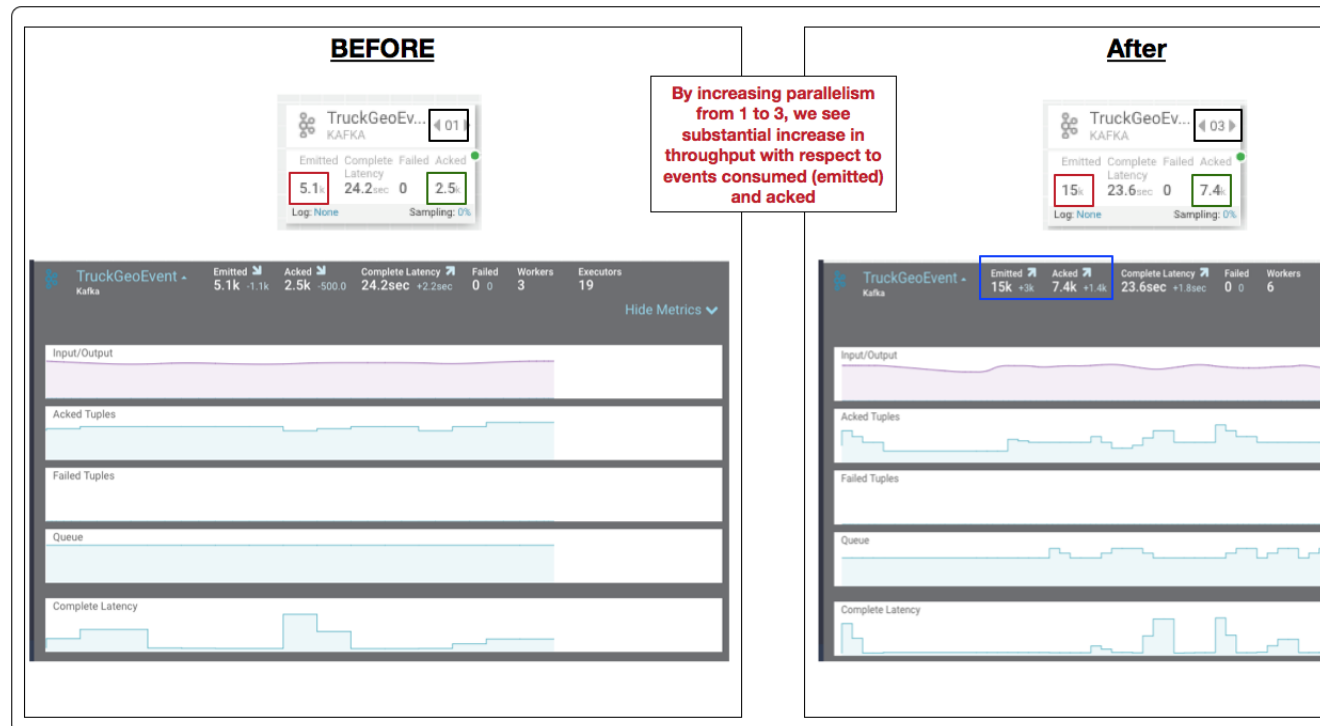 BEFORE
TruckGeoEv... 01
KAFKA
Emitted Complete Latency Failed Acked
5.1k 24.2sec 0 2.5k
Log: None Sampling: 0%
TruckGeoEvent
Kafka
Emitted Acked Complete Latency Failed Workers Executors
5.1k -1.1k 2.5k -500.0 24.2sec +2.2sec 0 0 3 19
Hide Metrics
Input/Output
Acked Tuples
Failed Tuples
Queue
Complete Latency
By increasing parallelism
from 1 to 3, we see
substantial increase in
throughput with respect to
events consumed (emitted)
and acked
After
TruckGeoEv... 03
KAFKA
Emitted Complete Latency Failed Acked
15k 23.6sec 0 7.4k
Log: None Sampling: 0%
TruckGeoEvent
Kafka
Emitted Acked Complete Latency Failed Workers
15k +3k 7.4k +1.4k 23.6sec +1.8sec 0 0 6
Input/Output
Acked Tuples
Failed Tuples
Queue
Complete Latency